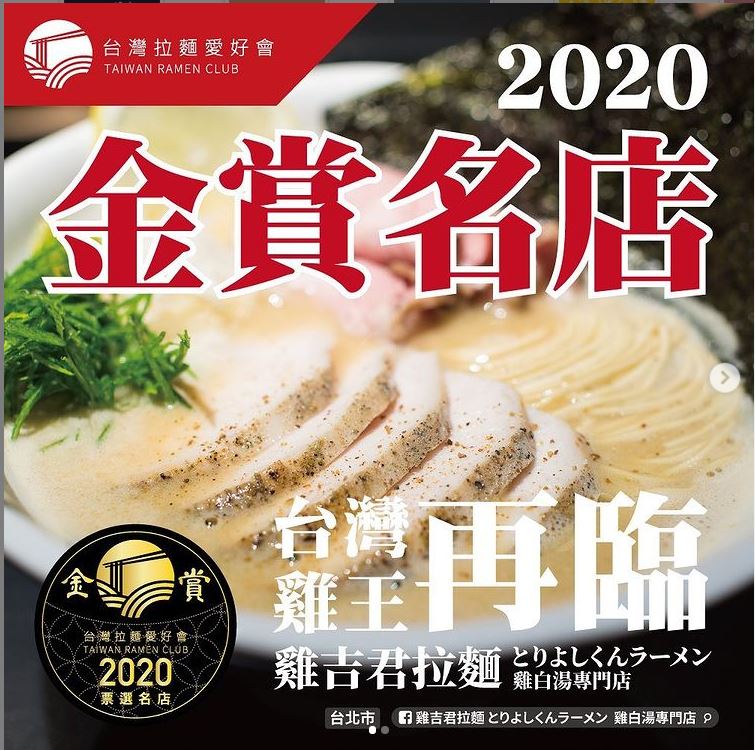 台灣拉麵愛好會
TAIWAN RAMEN CLUB
2020
金賞名店
台灣
雞王
再臨
雞吉君拉麵
とりよしくんラーメン
雞白湯專門店
金賞
台灣拉麵愛好會
TAIWAN RAMEN CLUB
2020
票選名店
台北市
雞吉君拉麵 とりよしくんラーメン 雞白湯專門店